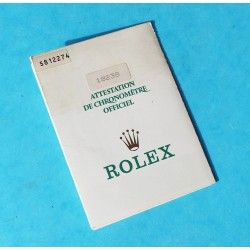 S812274
18238
ATTESTATION
DE CHRONOMÈTRE
OFFICIEL
ROLEX